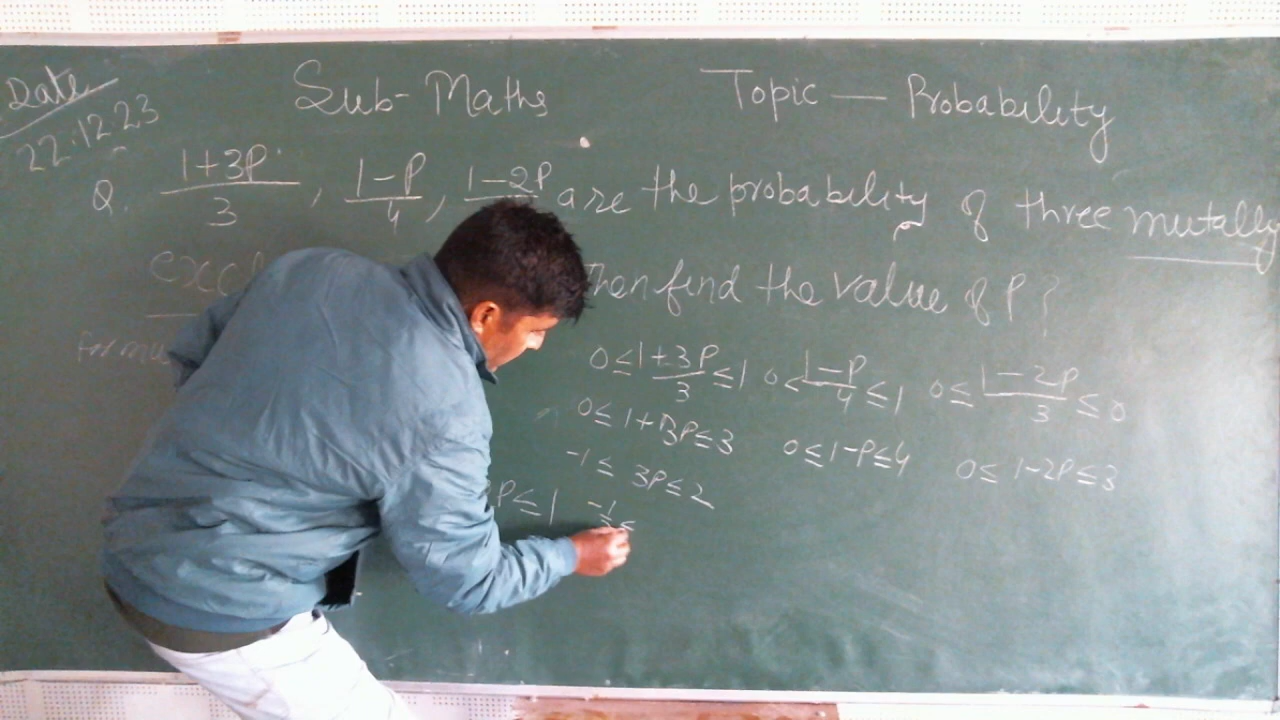 Date 22.12.23
Sub- Maths Topic — Probability
Q. 1+3P/3, 1-P/4, 1-2P are the probability of three mutally
then find the value of P?
0≤1+3P/3≤1 0≤1-P/4≤1 0≤1-2P/3≤0
0≤1+3P≤3 0≤1-P≤4 0≤1-2P≤3
-1≤ 3P≤2
P≤1 -1 ≤